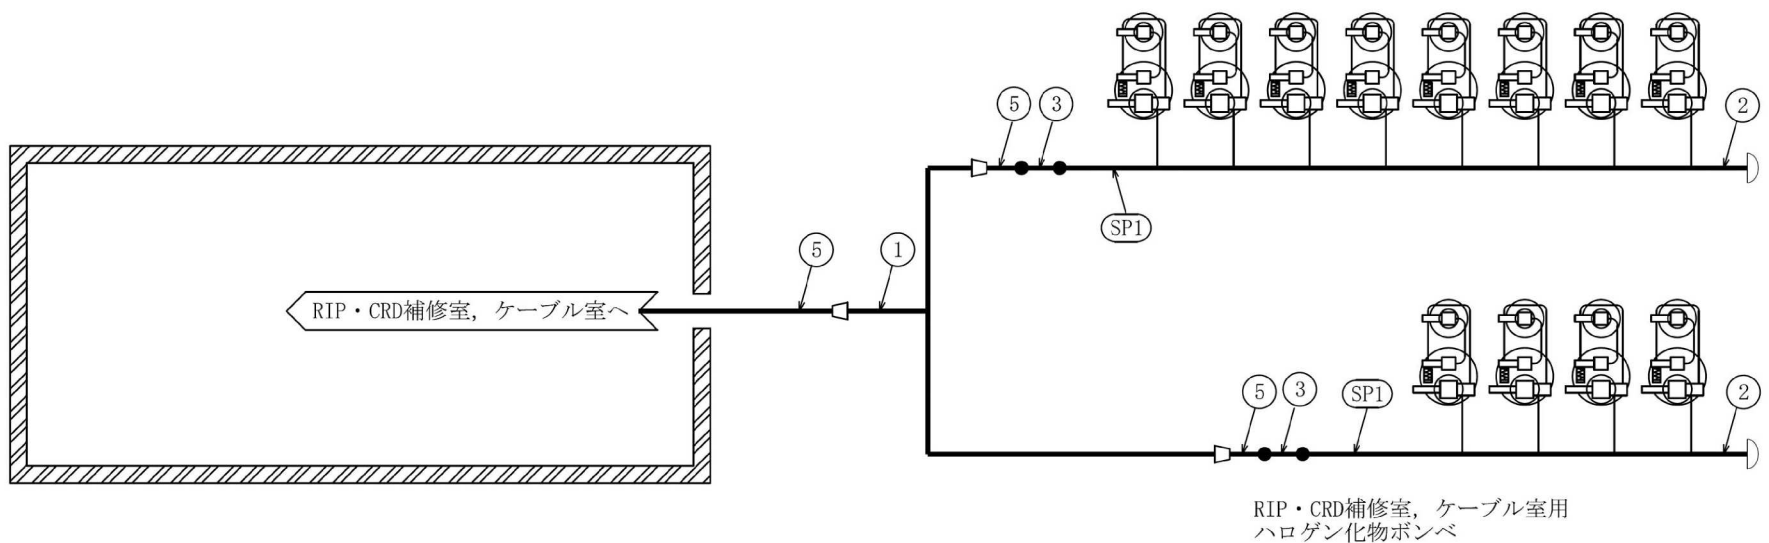 ⑤
③
②
SP1
⑤
①
RIP・CRD補修室，ケーブル室へ
⑤
③
SP1
②
RIP・CRD補修室，ケーブル室用
ハロゲン化物ボンベ